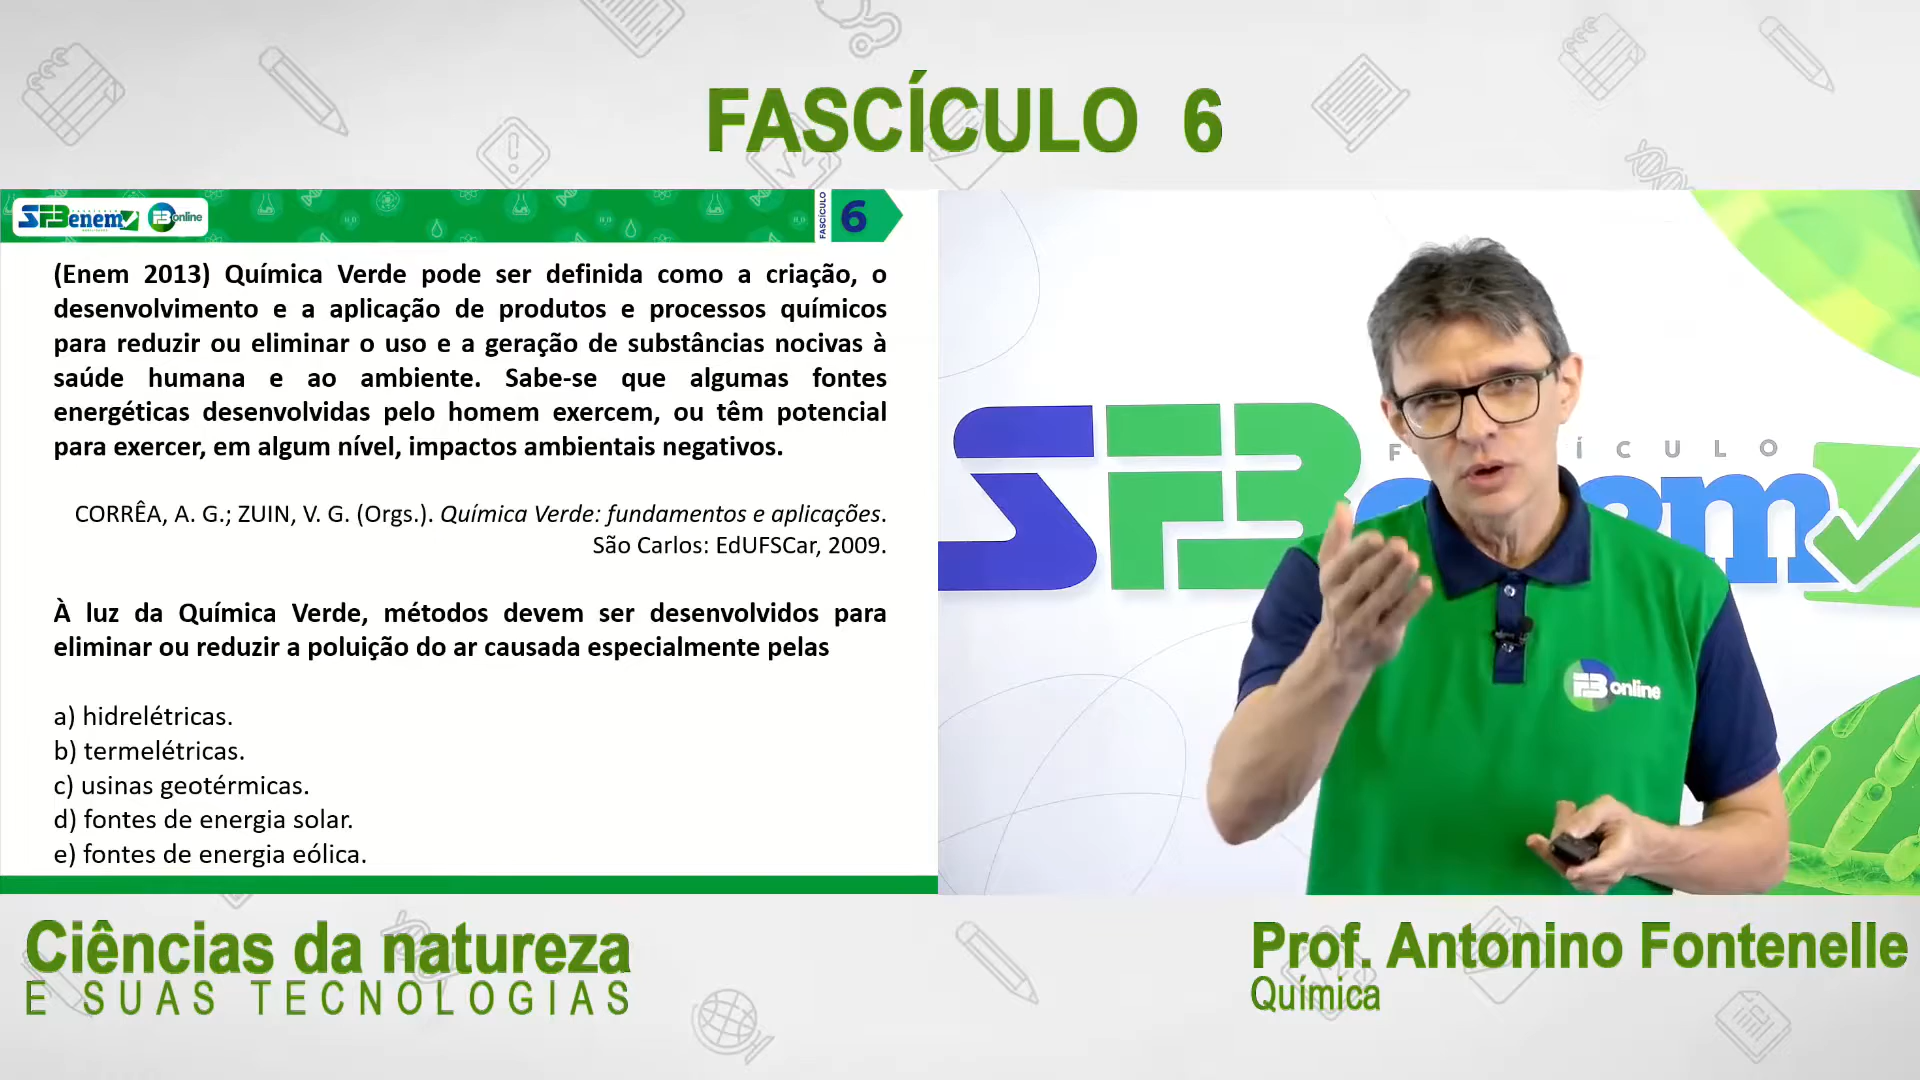 FASCÍCULO 6
SFBenem
FB online
FASCÍCULO
6
(Enem 2013) Química Verde pode ser definida como a criação, o
desenvolvimento e a aplicação de produtos e processos químicos
para reduzir ou eliminar o uso e a geração de substâncias nocivas à
saúde humana e ao ambiente. Sabe-se que algumas fontes
energéticas desenvolvidas pelo homem exercem, ou têm potencial
para exercer, em algum nível, impactos ambientais negativos.
CORRÊA, A. G.; ZUIN, V. G. (Orgs.). Química Verde: fundamentos e aplicações.
São Carlos: EdUFSCar, 2009.
À luz da Química Verde, métodos devem ser desenvolvidos para
eliminar ou reduzir a poluição do ar causada especialmente pelas
a) hidrelétricas.
b) termelétricas.
c) usinas geotérmicas.
d) fontes de energia solar.
e) fontes de energia eólica.
SFB
FB online
Ciências da natureza
E SUAS TECNOLOGIAS
Prof. Antonino Fontenelle
Química